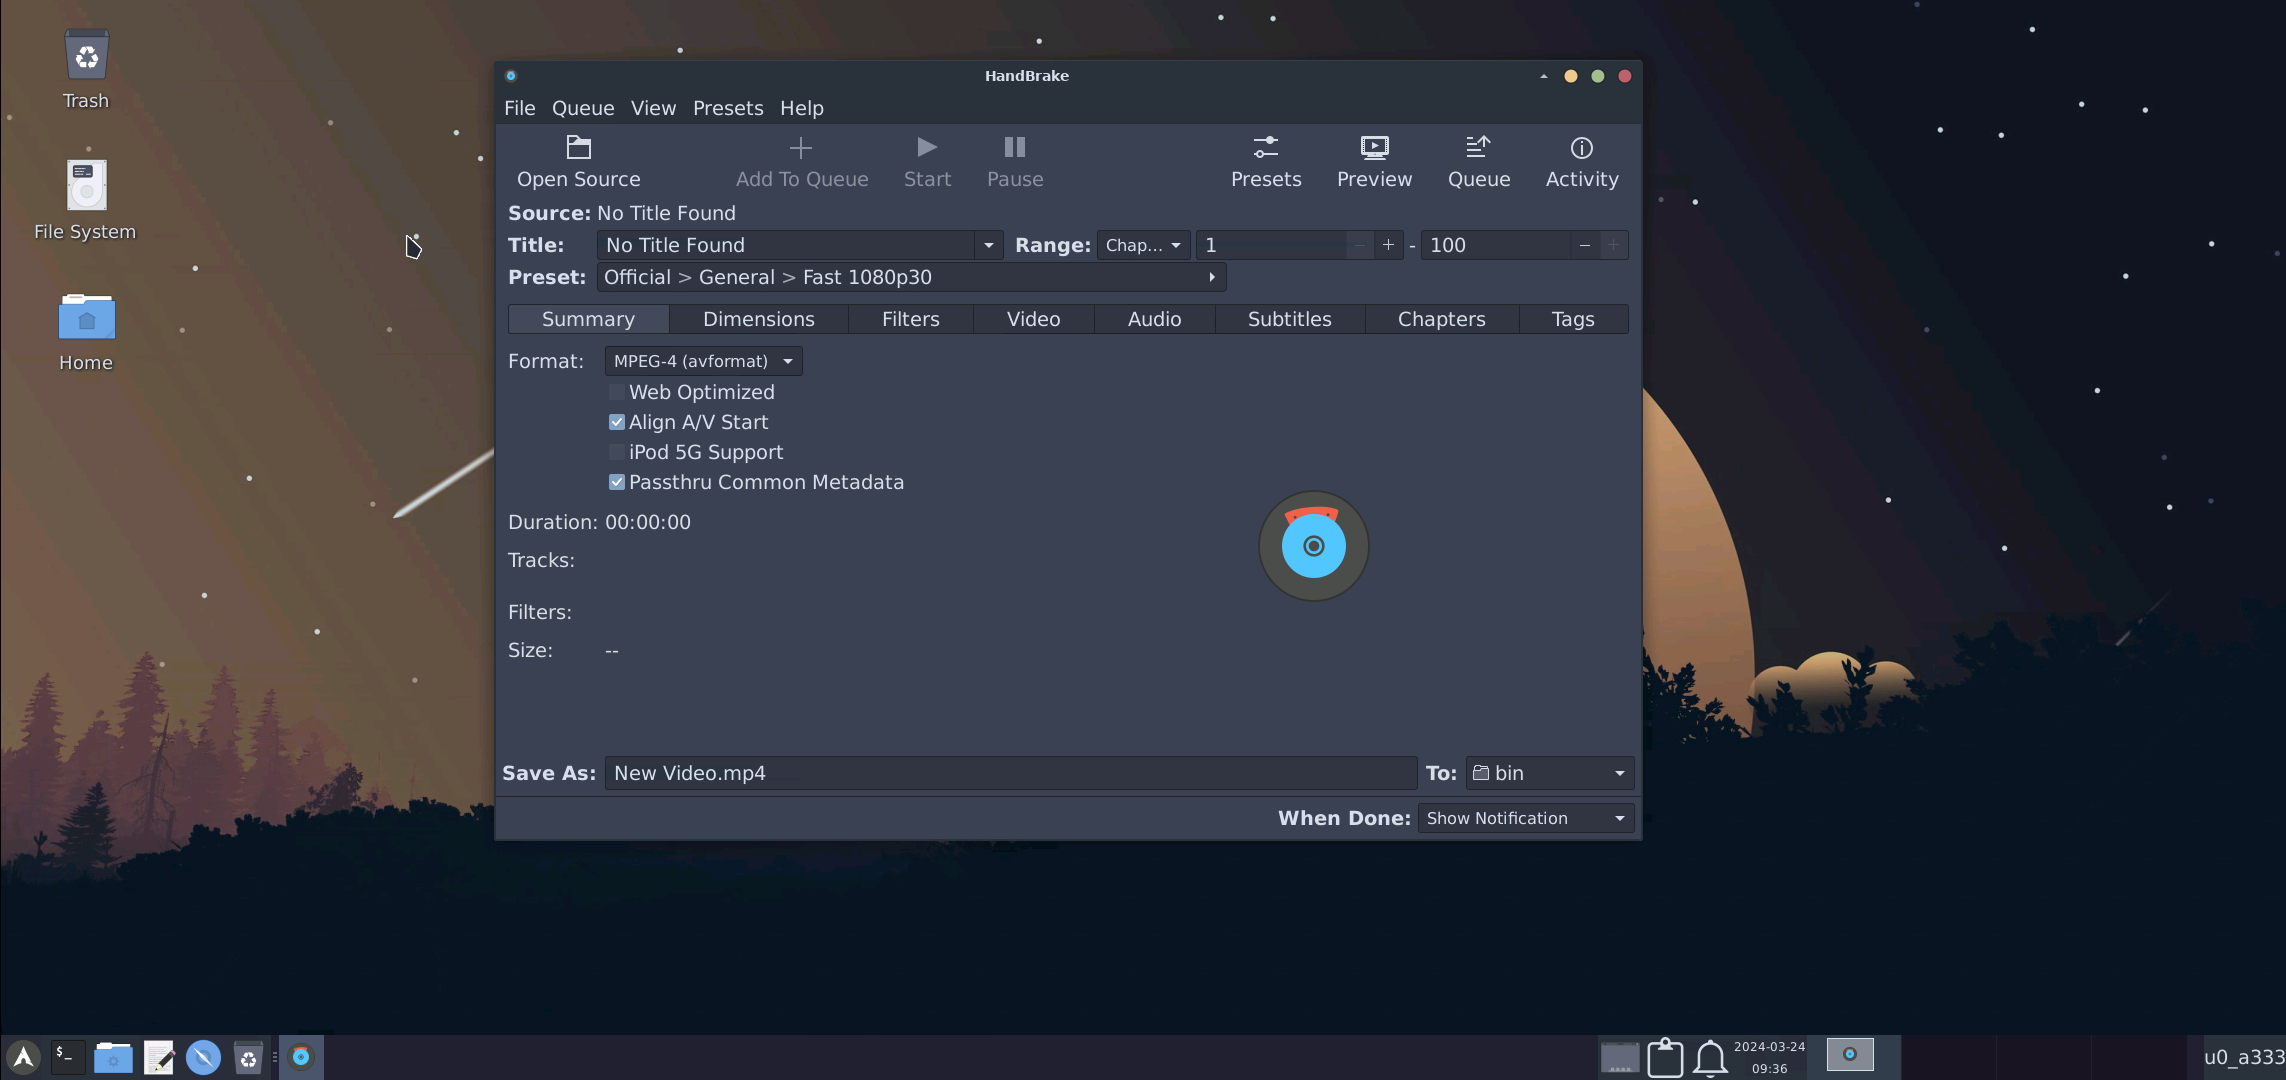 Trash
File System
Home
HandBrake
File Queue View Presets Help
Open Source Add To Queue Start Pause Presets Preview Queue Activity
Source: No Title Found
Title: No Title Found Range: Chap... 1 - 100
Preset: Official > General > Fast 1080p30
Summary Dimensions Filters Video Audio Subtitles Chapters Tags
Format: MPEG-4 (avformat)
Web Optimized
Align A/V Start
iPod 5G Support
Passthru Common Metadata
Duration: 00:00:00
Tracks:
Filters:
Size: --
Save As: New Video.mp4 To: bin
When Done: Show Notification
$_
2024-03-24
09:36
u0_a333